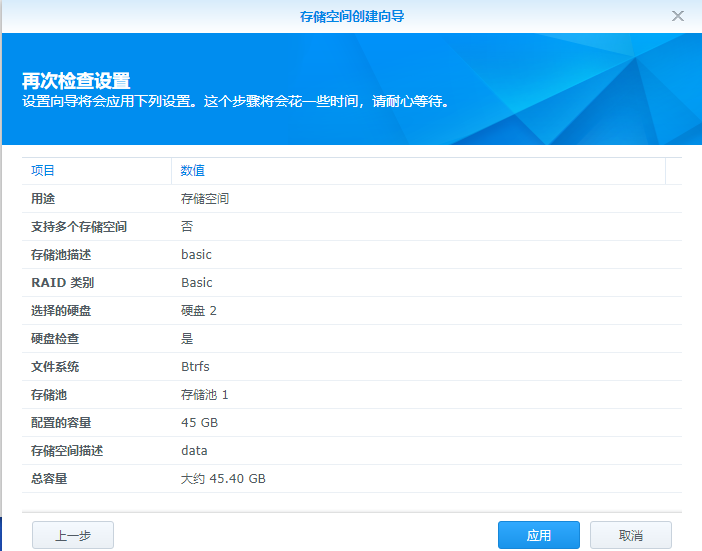 存储空间创建向导
再次检查设置
设置向导将会应用下列设置。这个步骤将会花一些时间，请耐心等待。
项目 数值
用途 存储空间
支持多个存储空间 否
存储池描述 basic
RAID 类别 Basic
选择的硬盘 硬盘 2
硬盘检查 是
文件系统 Btrfs
存储池 存储池 1
配置的容量 45 GB
存储空间描述 data
总容量 大约 45.40 GB
上一步 应用 取消